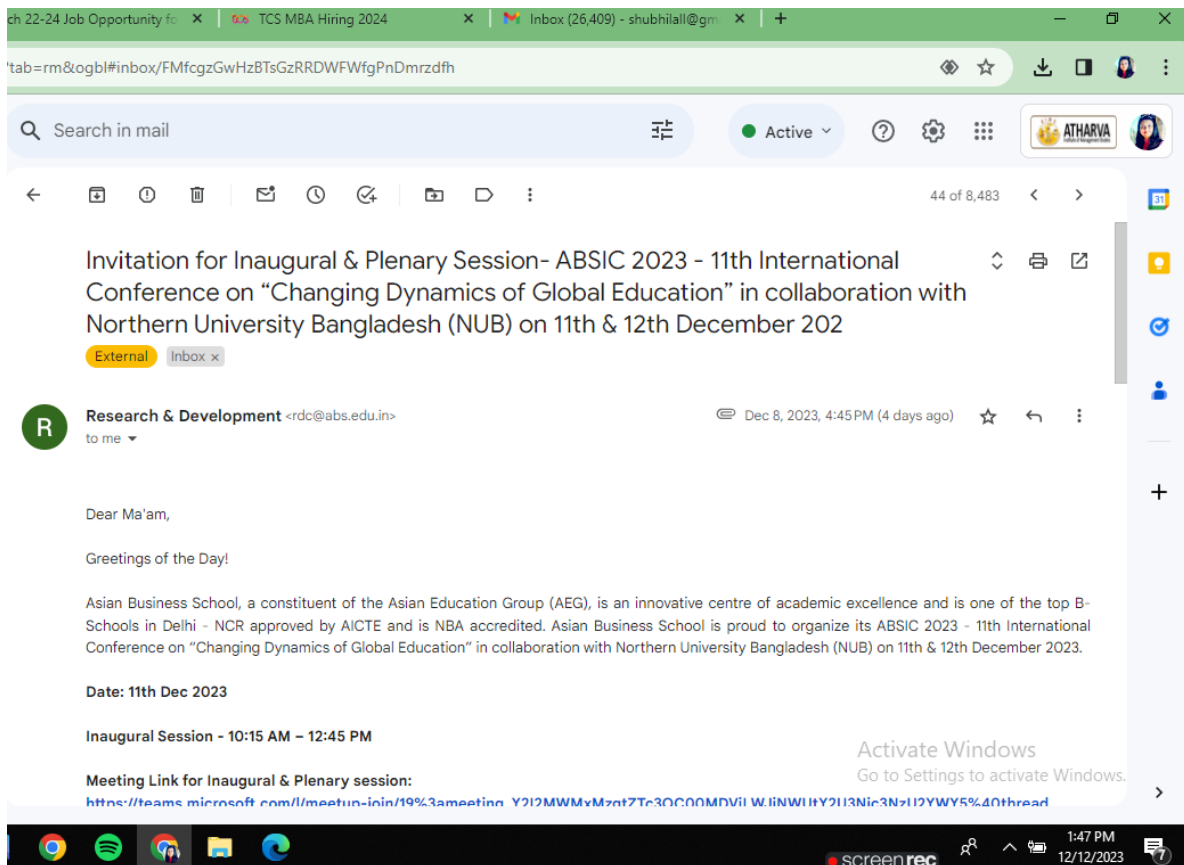 ch 22-24 Job Opportunity fo
tcs TCS MBA Hiring 2024
Inbox (26,409) - shubhilall@gm
?tab=rm&ogbl#inbox/FMfcgzGwHzBTsGzRRDWFWfgPnDmrzdfh
Search in mail
Active
ATHARVA
44 of 8,483
31
Invitation for Inaugural & Plenary Session- ABSIC 2023 - 11th International
Conference on “Changing Dynamics of Global Education” in collaboration with
Northern University Bangladesh (NUB) on 11th & 12th December 202
External Inbox x
R
Research & Development <rdc@abs.edu.in>
Dec 8, 2023, 4:45 PM (4 days ago)
to me
Dear Ma'am,
Greetings of the Day!
Asian Business School, a constituent of the Asian Education Group (AEG), is an innovative centre of academic excellence and is one of the top B-
Schools in Delhi - NCR approved by AICTE and is NBA accredited. Asian Business School is proud to organize its ABSIC 2023 - 11th International
Conference on “Changing Dynamics of Global Education” in collaboration with Northern University Bangladesh (NUB) on 11th & 12th December 2023.
Date: 11th Dec 2023
Inaugural Session - 10:15 AM – 12:45 PM
Meeting Link for Inaugural & Plenary session:
Activate Windows
Go to Settings to activate Windows.
screenrec
1:47 PM
12/12/2023
7